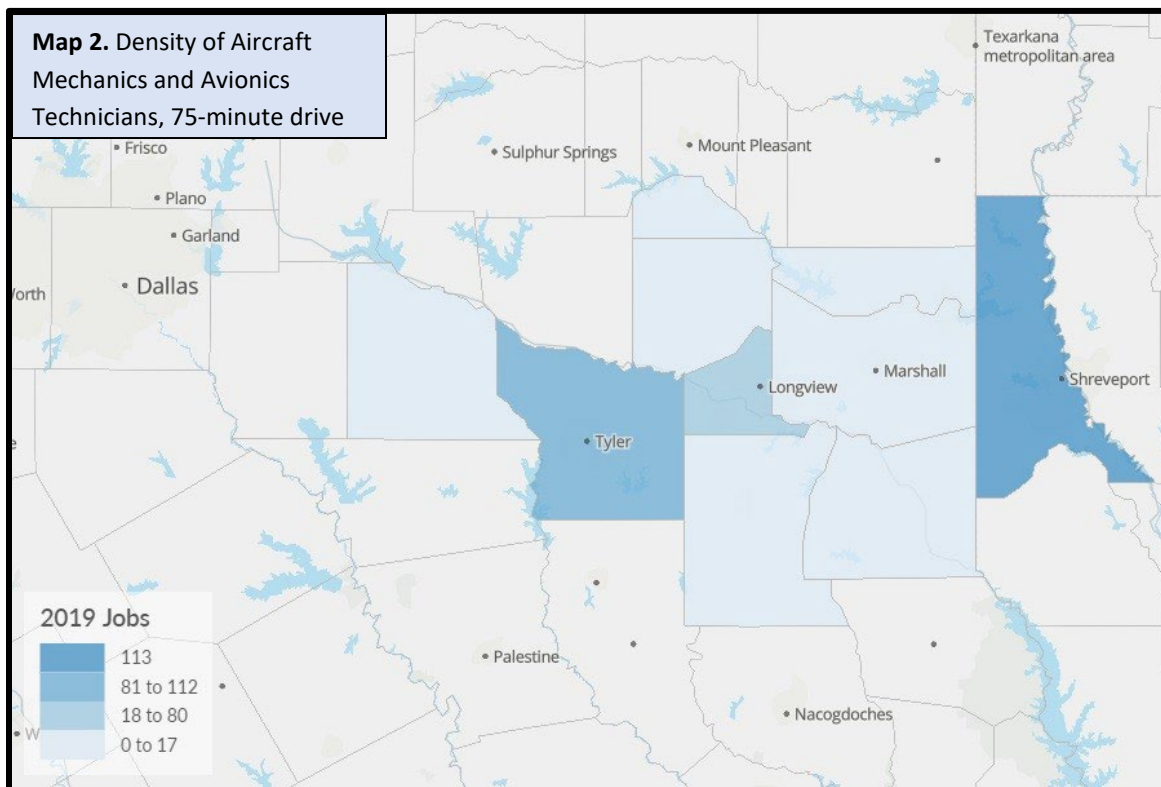 Map 2. Density of Aircraft
Mechanics and Avionics
Technicians, 75-minute drive
Texarkana
metropolitan area
Frisco
Sulphur Springs
Mount Pleasant
Plano
Garland
Dallas
Vorth
Longview
Marshall
Shreveport
Tyler
2019 Jobs
113
81 to 112
18 to 80
0 to 17
Palestine
Nacogdoches
W